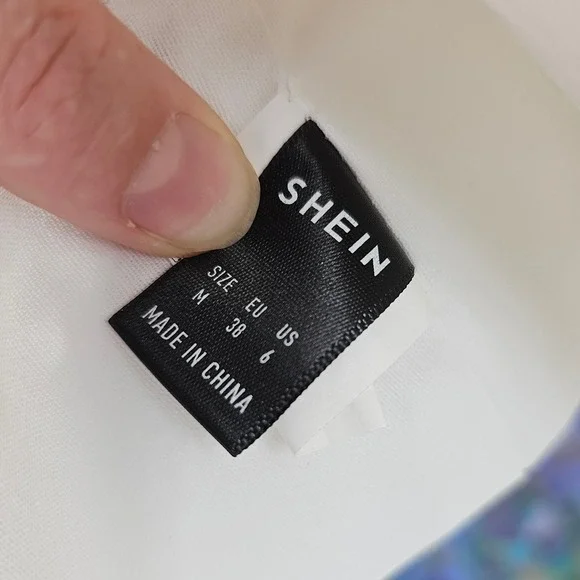 SHEIN
SIZE EU US
M 38 6
MADE IN CHINA